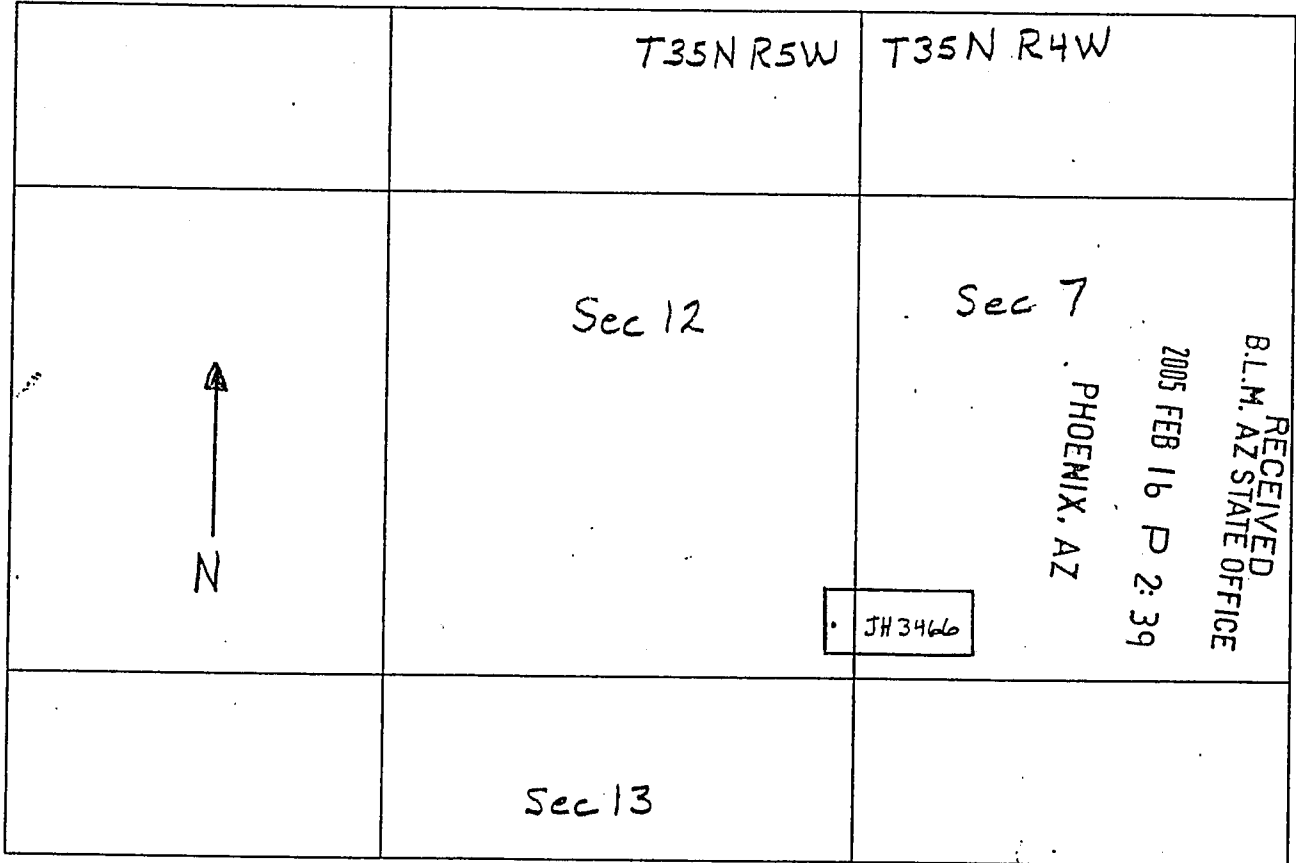 T35N R5W
T35N R4W
Sec 12
Sec 7
RECEIVED
B.L.M. AZ STATE OFFICE
2005 FEB 16 P 2:39
PHOENIX, AZ
N
JH3466
Sec 13